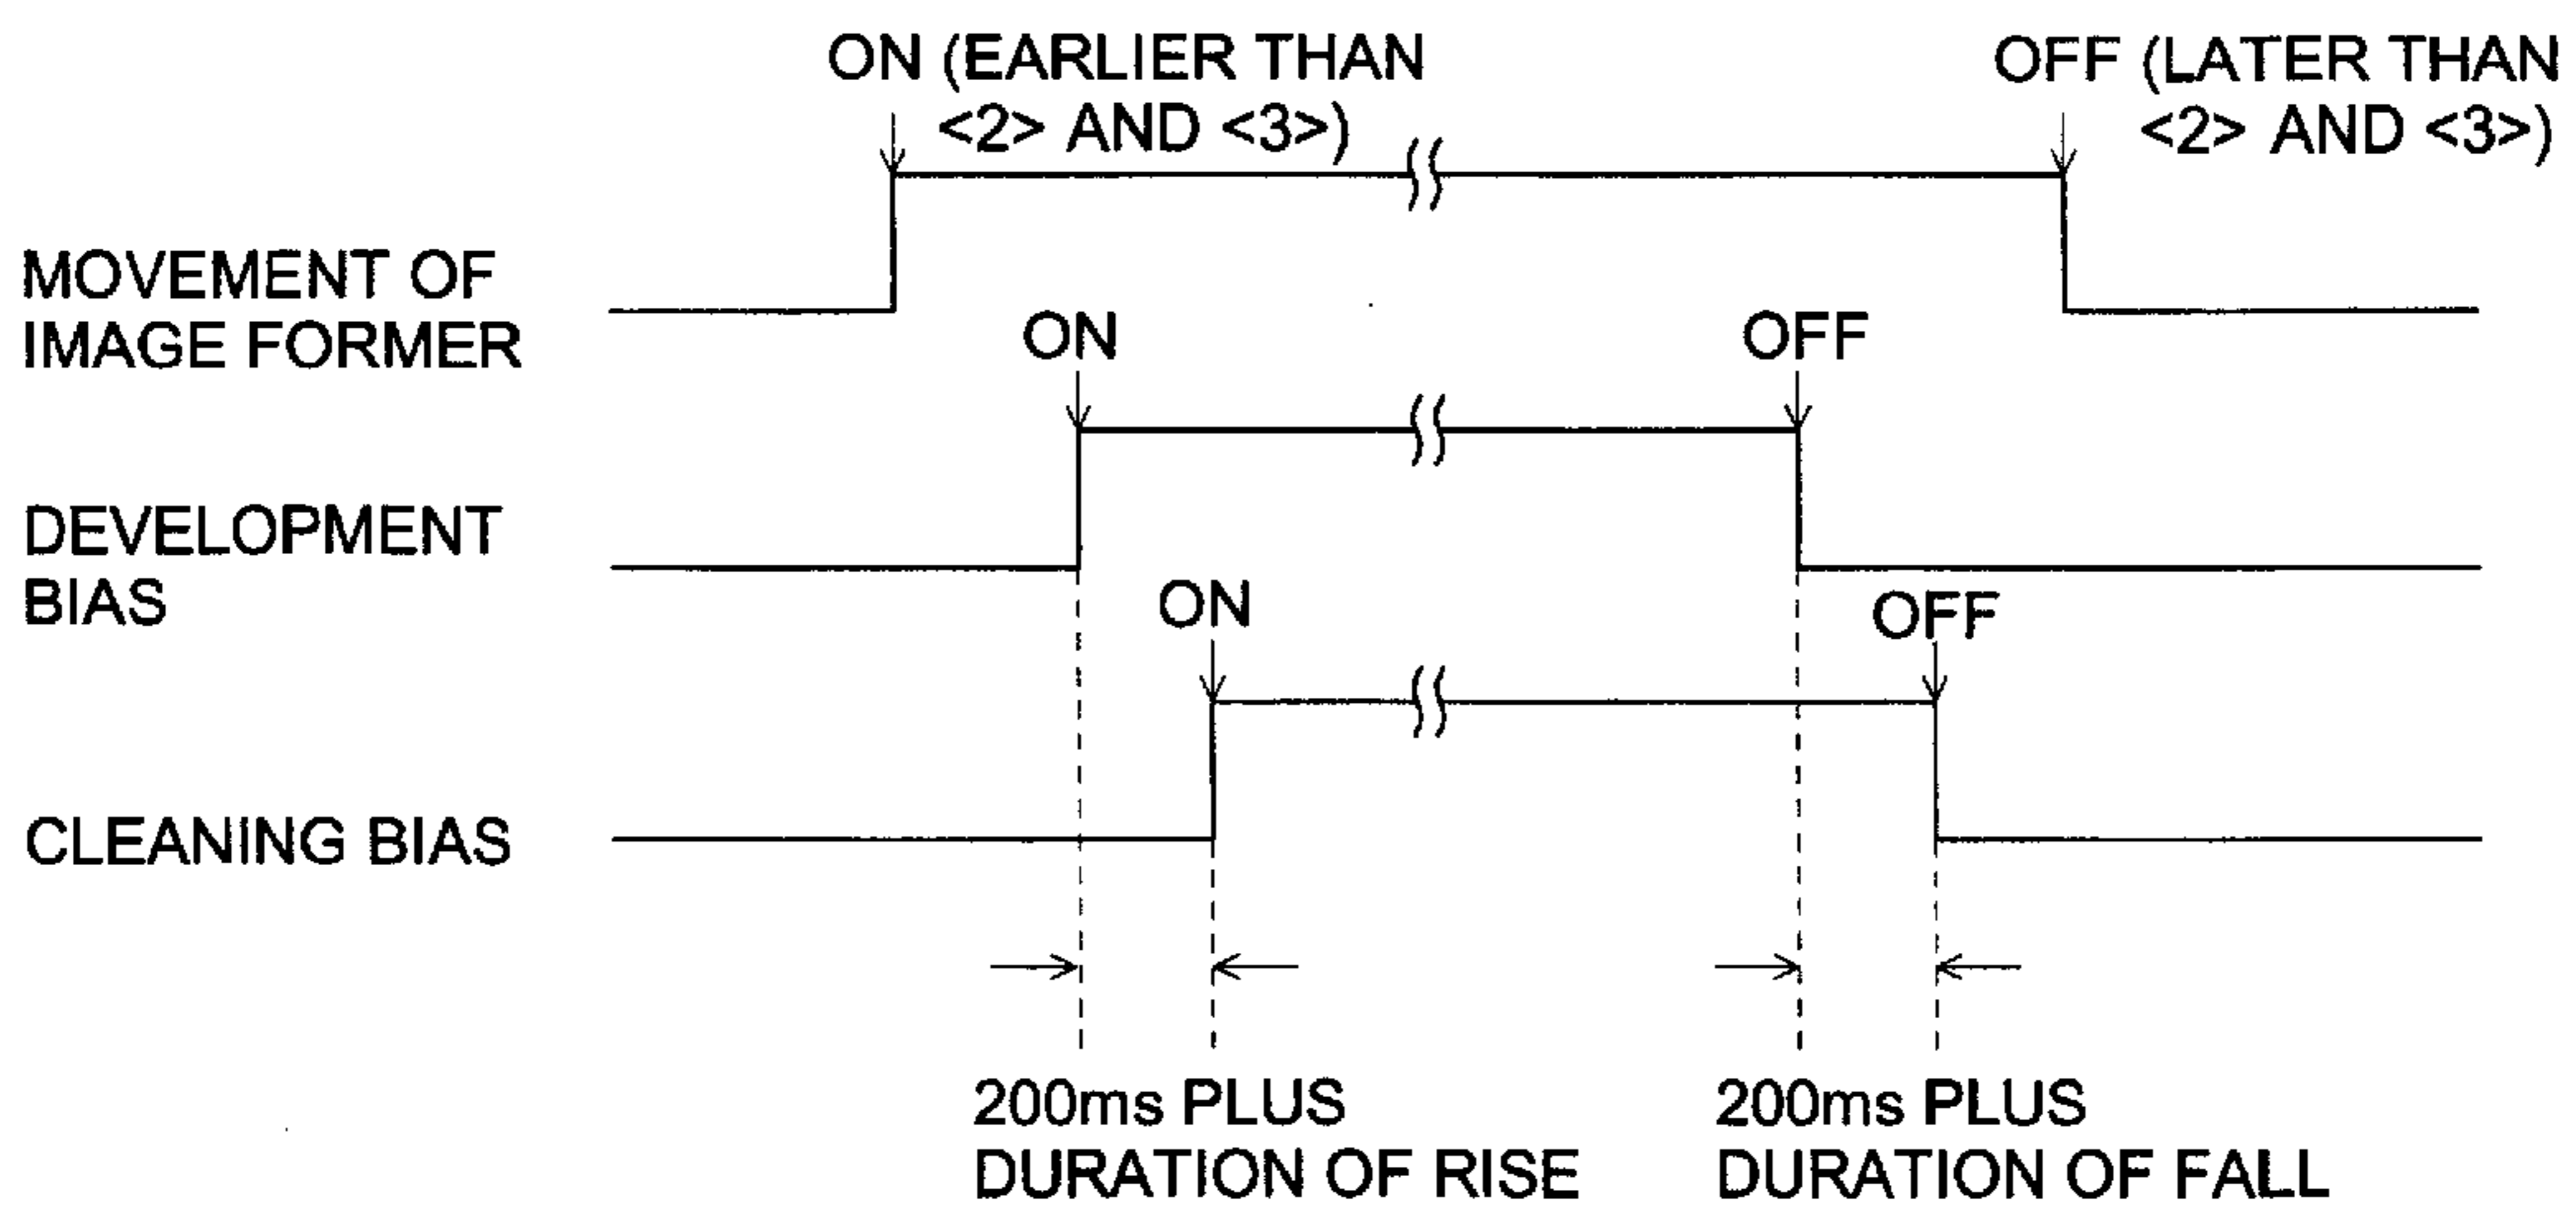 ON (EARLIER THAN
<2> AND <3>)
OFF (LATER THAN
<2> AND <3>)
MOVEMENT OF
IMAGE FORMER
ON
OFF
DEVELOPMENT
BIAS
ON
OFF
CLEANING BIAS
200ms PLUS
DURATION OF RISE
200ms PLUS
DURATION OF FALL